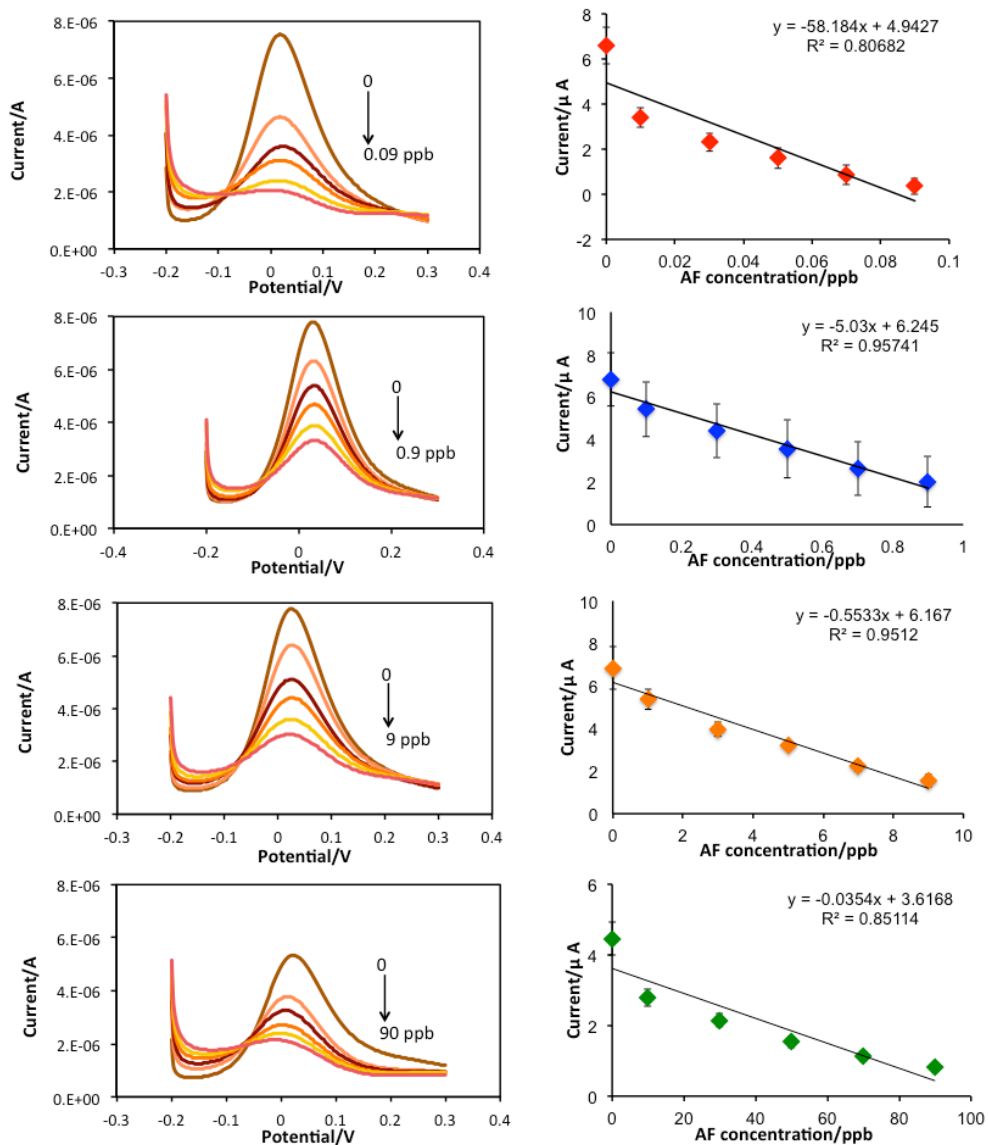 8.E-06
6.E-06
4.E-06
2.E-06
0.E+00
Current/A
0
0.09 ppb
-0.3
-0.2
-0.1
0
0.1
0.2
0.3
0.4
Potential/V
y = -58.184x + 4.9427
R² = 0.80682
8
6
4
2
0
-2
Current/μ A
0
0.02
0.04
0.06
0.08
0.1
AF concentration/ppb
8.E-06
6.E-06
4.E-06
2.E-06
0.E+00
Current/A
0
0.9 ppb
-0.4
-0.2
0
0.2
0.4
Potential/V
y = -5.03x + 6.245
R² = 0.95741
10
8
6
4
2
0
Current/μ A
0
0.2
0.4
0.6
0.8
1
AF concentration/ppb
8.E-06
6.E-06
4.E-06
2.E-06
0.E+00
Current/A
0
9 ppb
-0.3
-0.2
-0.1
0
0.1
0.2
0.3
0.4
Potential/V
y = -0.5533x + 6.167
R² = 0.9512
10
8
6
4
2
0
Current/μ A
0
2
4
6
8
10
AF concentration/ppb
8.E-06
6.E-06
4.E-06
2.E-06
0.E+00
Current/A
0
90 ppb
-0.3
-0.2
-0.1
0
0.1
0.2
0.3
0.4
Potential/V
y = -0.0354x + 3.6168
R² = 0.85114
6
4
2
0
Current/μ A
0
20
40
60
80
100
AF concentration/ppb